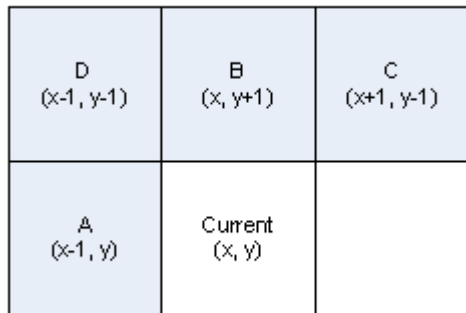 D
(x-1, y-1)
B
(x, y+1)
C
(x+1, y-1)
A
(x-1, y)
Current
(x, y)